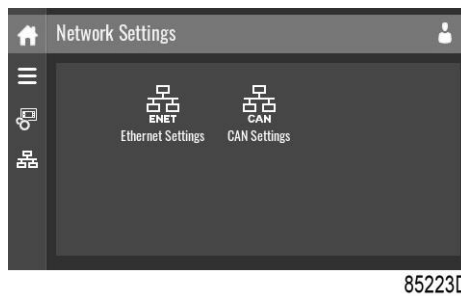 Network Settings
ENET
CAN
Ethernet Settings
CAN Settings
85223D